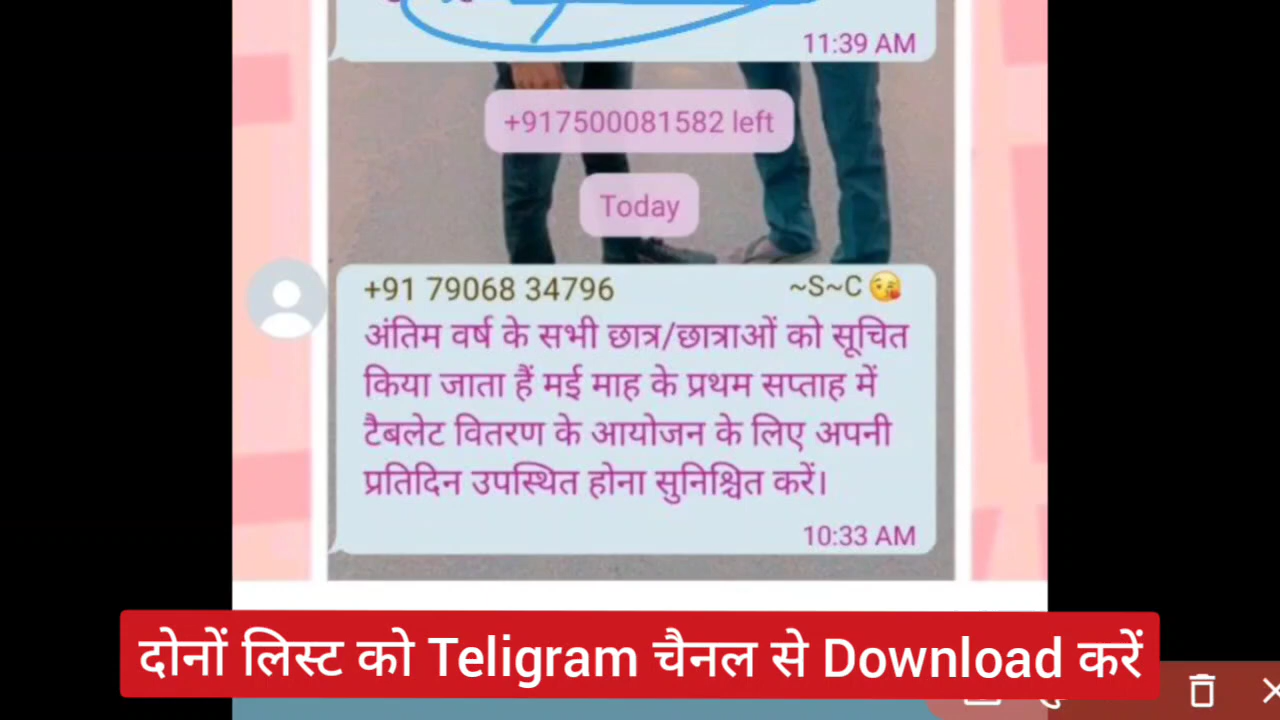 11:39 AM
+917500081582 left
Today
+91 79068 34796 ~S~C 😘
अंतिम वर्ष के सभी छात्र/छात्राओं को सूचित
किया जाता हैं मई माह के प्रथम सप्ताह में
टैबलेट वितरण के आयोजन के लिए अपनी
प्रतिदिन उपस्थित होना सुनिश्चित करें।
10:33 AM
दोनों लिस्ट को Teligram चैनल से Download करें